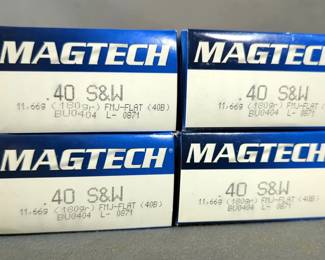 MAGTECH
.40 S&W
11,66g (180gr) FMJ-FLAT (40B)
BU0404 L- 0871
MAGTECH
.40 S&W
11,66g (180gr) FMJ-FLAT (40B)
BU0404 L- 0871
MAGTECH®
.40 S&W
11,66g (180gr) FMJ-FLAT (40B)
BU0404 L- 0871
MAGTECH®
.40 S&W
11,66g (180gr) FMJ-FLAT (40B)
BU0404 L- 0871